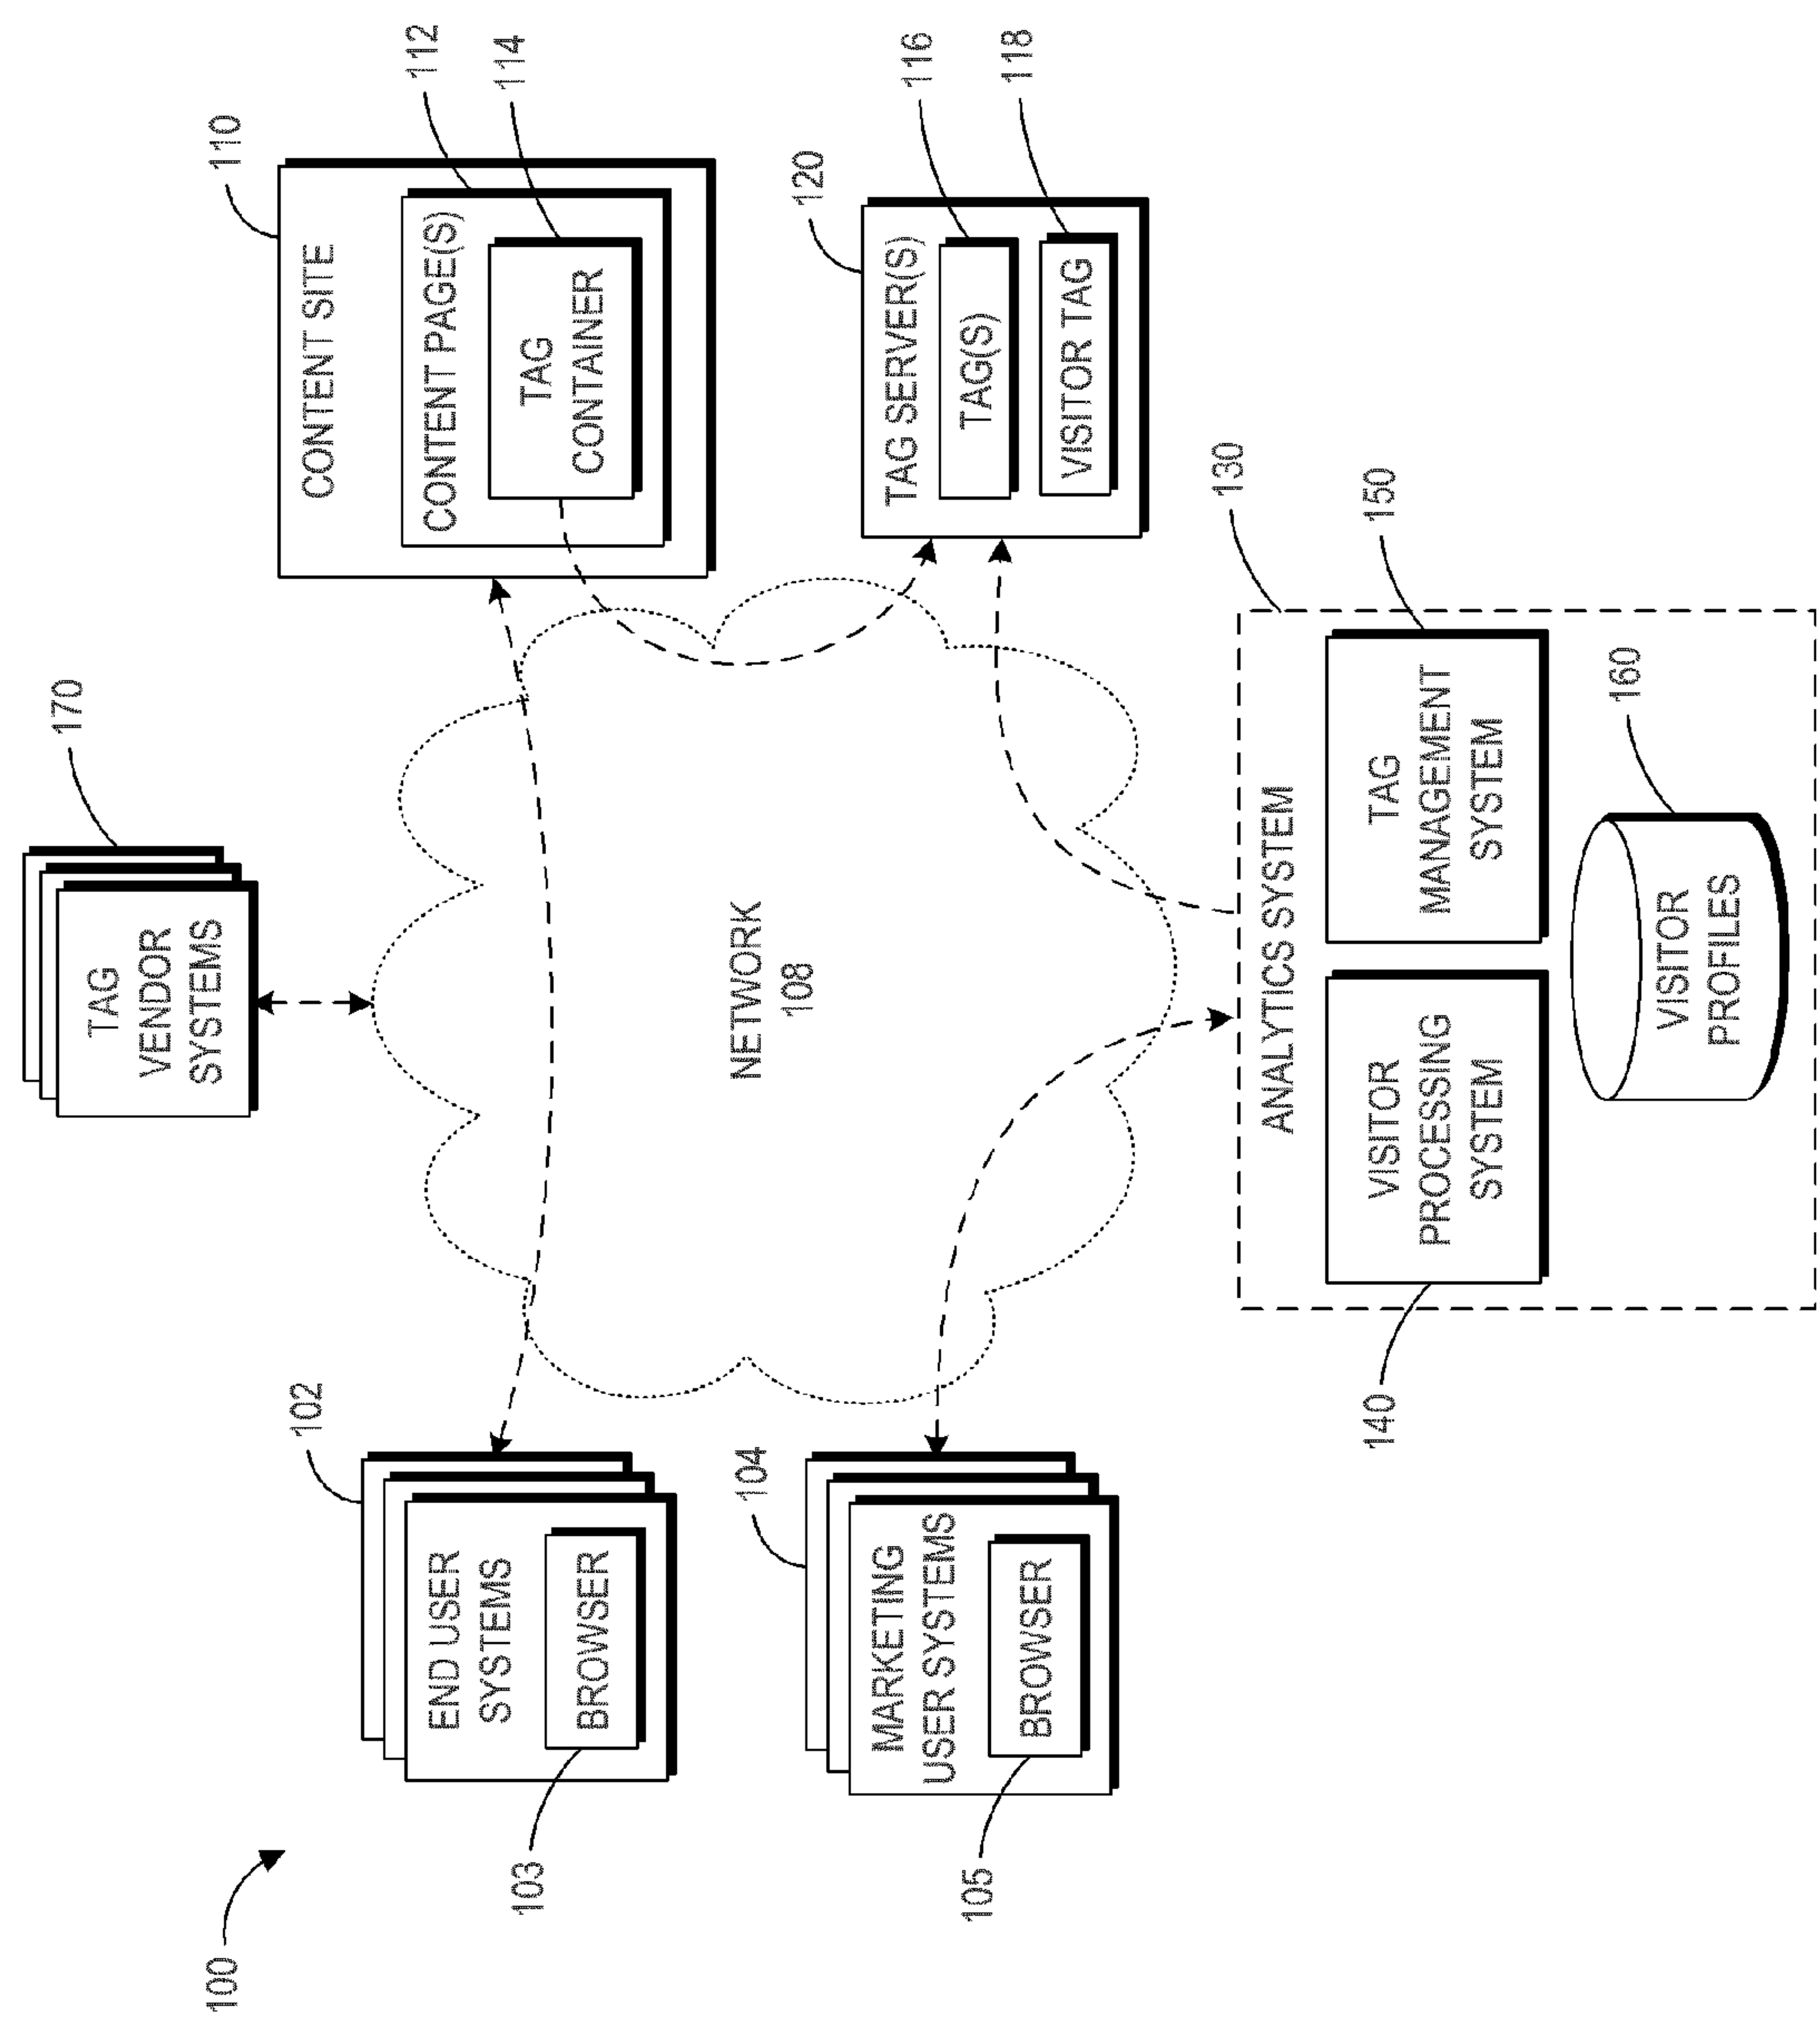 100
170
TAG
VENDOR
SYSTEMS
102
END USER
SYSTEMS
BROWSER
103
104
MARKETING
USER SYSTEMS
BROWSER
105
NETWORK
108
110
CONTENT SITE
112
CONTENT PAGE(S)
114
TAG
CONTAINER
120
TAG SERVER(S)
116
TAG(S)
118
VISITOR TAG
130
ANALYTICS SYSTEM
140
VISITOR
PROCESSING
SYSTEM
150
TAG
MANAGEMENT
SYSTEM
160
VISITOR
PROFILES